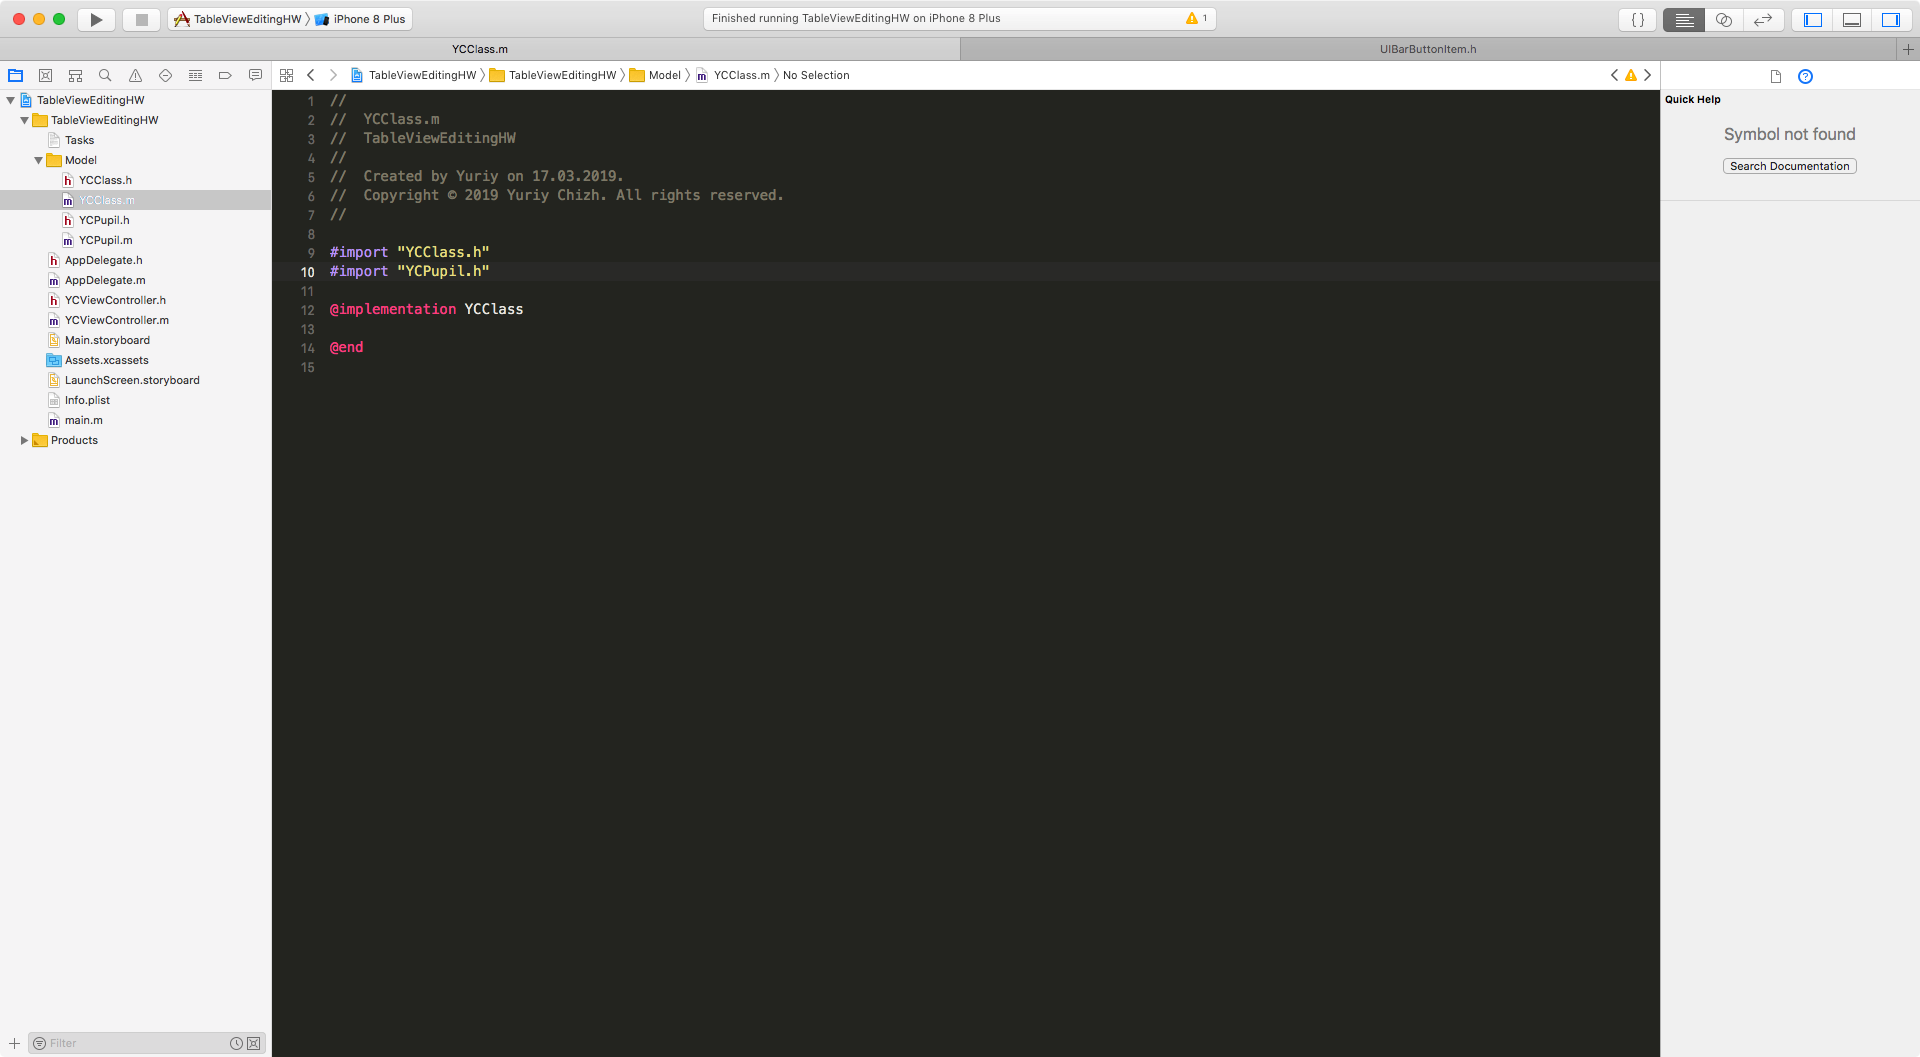 TableViewEditingHW iPhone 8 Plus
Finished running TableViewEditingHW on iPhone 8 Plus 1
{ }
YCClass.m
UIBarButtonItem.h
TableViewEditingHW TableViewEditingHW Model m YCClass.m No Selection
TableViewEditingHW
TableViewEditingHW
Tasks
Model
h YCClass.h
m YCClass.m
h YCPupil.h
m YCPupil.m
h AppDelegate.h
m AppDelegate.m
h YCViewController.h
m YCViewController.m
Main.storyboard
Assets.xcassets
LaunchScreen.storyboard
Info.plist
m main.m
Products
Filter
1 //
2 //  YCClass.m
3 //  TableViewEditingHW
4 //
5 //  Created by Yuriy on 17.03.2019.
6 //  Copyright © 2019 Yuriy Chizh. All rights reserved.
7 //
8
9 #import "YCClass.h"
10 #import "YCPupil.h"
11
12 @implementation YCClass
13
14 @end
15
Quick Help
Symbol not found
Search Documentation